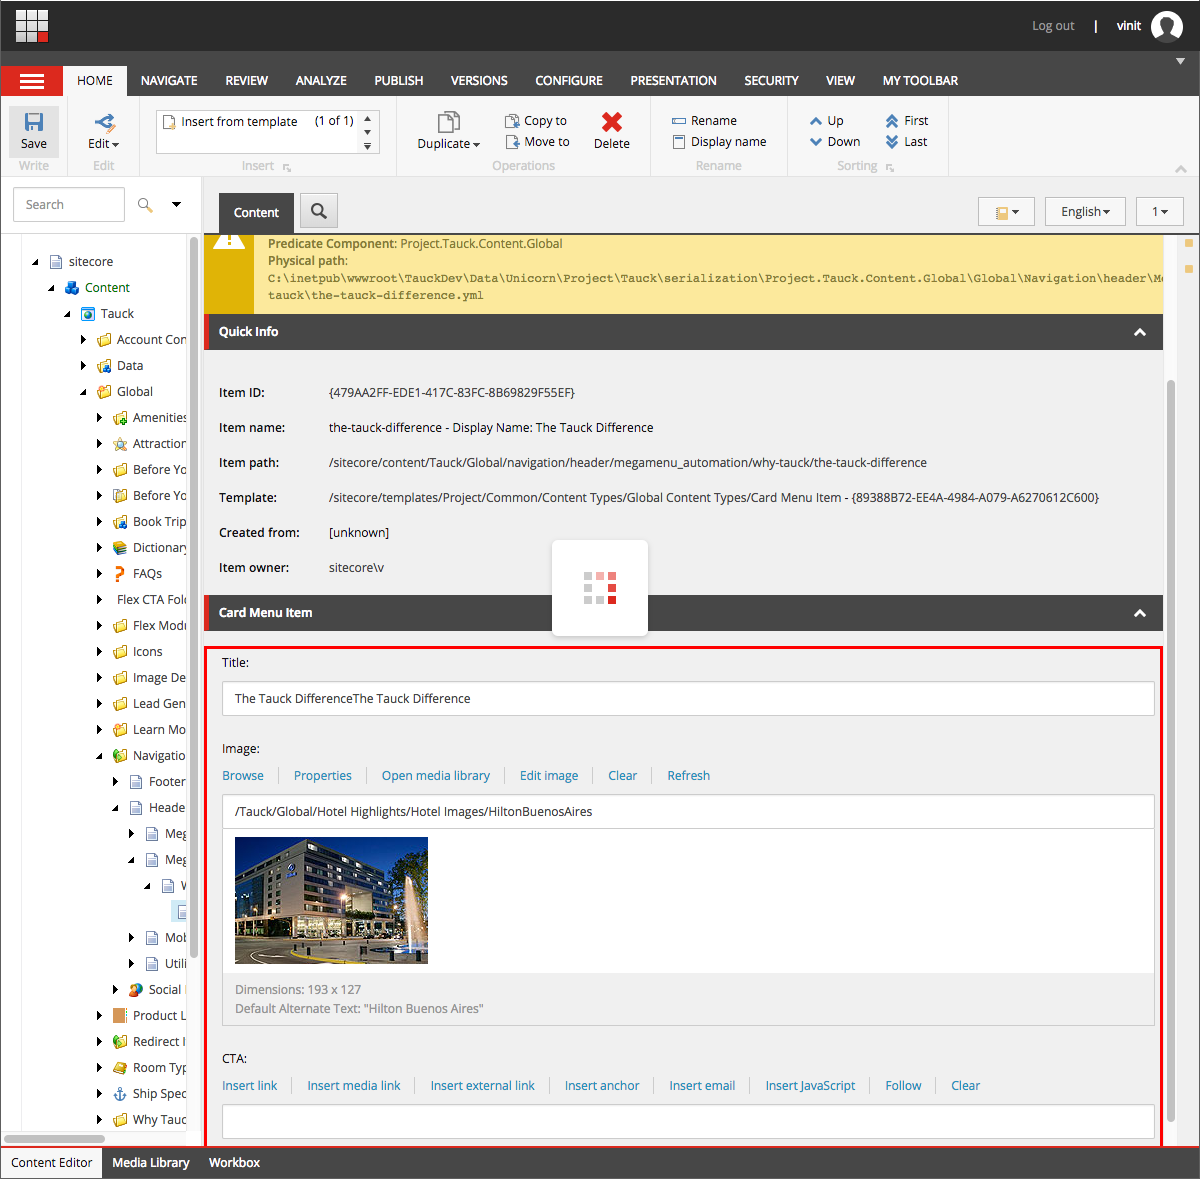 Log out | vinit
HOME NAVIGATE REVIEW ANALYZE PUBLISH VERSIONS CONFIGURE PRESENTATION SECURITY VIEW MY TOOLBAR
Insert from template (1 of 1) Copy to Rename Up First
Save Edit Duplicate Move to Delete Display name Down Last
Write Edit Insert Operations Rename Sorting
Search
Content English 1
sitecore
Content
Tauck
Account Con
Data
Global
Amenities
Attraction
Before Yo
Before Yo
Book Trip
Dictionary
FAQs
Flex CTA Fold
Flex Modu
Icons
Image De
Lead Gen
Learn Mo
Navigatio
Footer
Heade
Meg
Meg
W
Mob
Utili
Social
Product L
Redirect I
Room Typ
Ship Spec
Why Tauc
Predicate Component: Project.Tauck.Content.Global
Physical path:
C:\inetpub\wwwroot\TauckDev\Data\Unicorn\Project\Tauck\serialization\Project.Tauck.Content.Global\Global\Navigation\header\Me
tauck\the-tauck-difference.yml
Quick Info
Item ID: {479AA2FF-EDE1-417C-83FC-8B69829F55EF}
Item name: the-tauck-difference - Display Name: The Tauck Difference
Item path: /sitecore/content/Tauck/Global/navigation/header/megamenu_automation/why-tauck/the-tauck-difference
Template: /sitecore/templates/Project/Common/Content Types/Global Content Types/Card Menu Item - {89388B72-EE4A-4984-A079-A6270612C600}
Created from: [unknown]
Item owner: sitecore\v
Card Menu Item
Title:
The Tauck DifferenceThe Tauck Difference
Image:
Browse Properties Open media library Edit image Clear Refresh
/Tauck/Global/Hotel Highlights/Hotel Images/HiltonBuenosAires
Dimensions: 193 x 127
Default Alternate Text: "Hilton Buenos Aires"
CTA:
Insert link Insert media link Insert external link Insert anchor Insert email Insert JavaScript Follow Clear
Content Editor Media Library Workbox